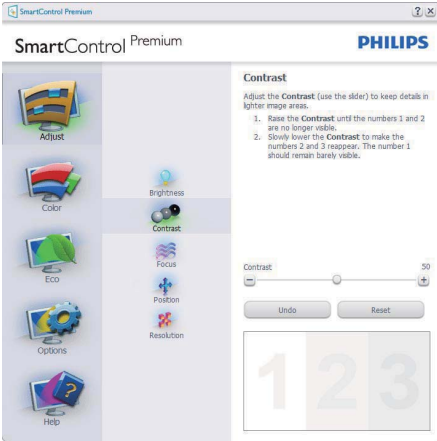 SmartControl Premium
SmartControl Premium
PHILIPS
Adjust
Color
Eco
Options
Help
Brightness
Contrast
Focus
Position
Resolution
Contrast
Adjust the Contrast (use the slider) to keep details in
lighter image areas.
1. Raise the Contrast until the numbers 1 and 2
are no longer visible.
2. Slowly lower the Contrast to make the
numbers 2 and 3 reappear. The number 1
should remain barely visible.
Contrast 50
Undo Reset
1 2 3